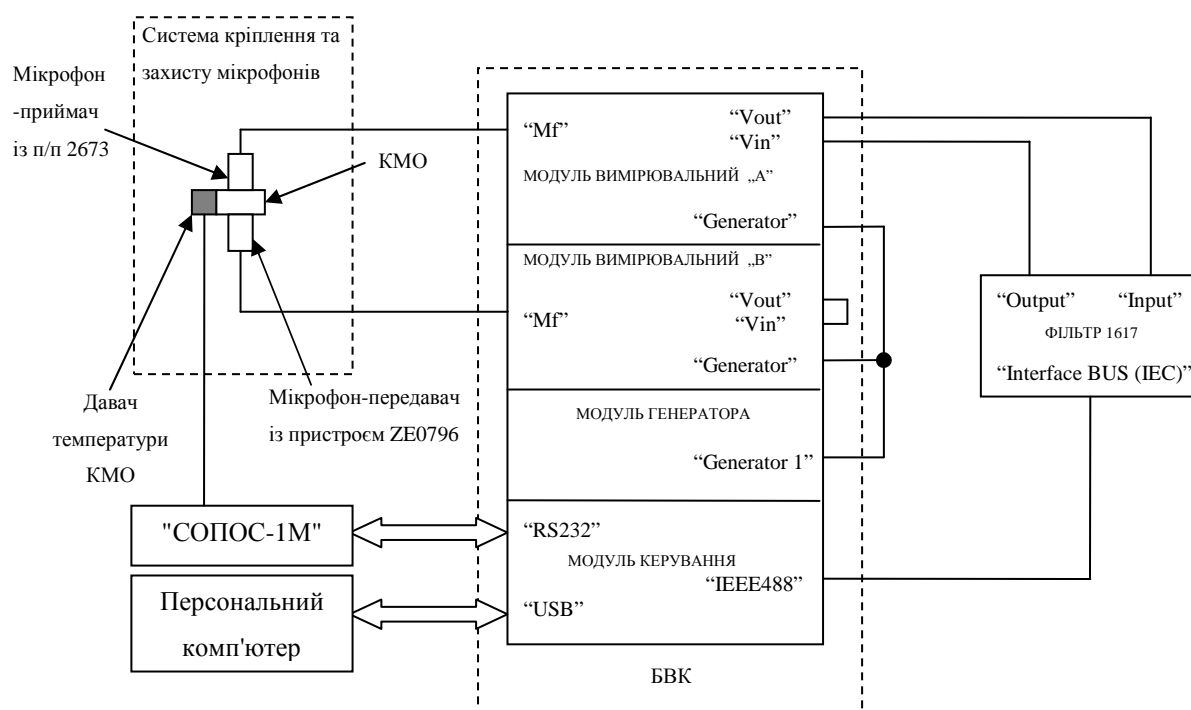 Система кріплення та
захисту мікрофонів
Мікрофон
-приймач
із п/п 2673
КМО
Давач
температури
КМО
Мікрофон-передавач
із пристроєм ZE0796
"СОПОС-1М"
Персональний
комп'ютер
“Mf”
“Vout”
“Vin”
МОДУЛЬ ВИМІРЮВАЛЬНИЙ „А”
“Generator”
МОДУЛЬ ВИМІРЮВАЛЬНИЙ „В”
“Vout”
“Mf”
“Vin”
“Generator”
МОДУЛЬ ГЕНЕРАТОРА
“Generator 1”
“RS232”
МОДУЛЬ КЕРУВАННЯ
“IEEE488”
“USB”
БВК
“Output” “Input”
ФІЛЬТР 1617
“Interface BUS (IEC)”